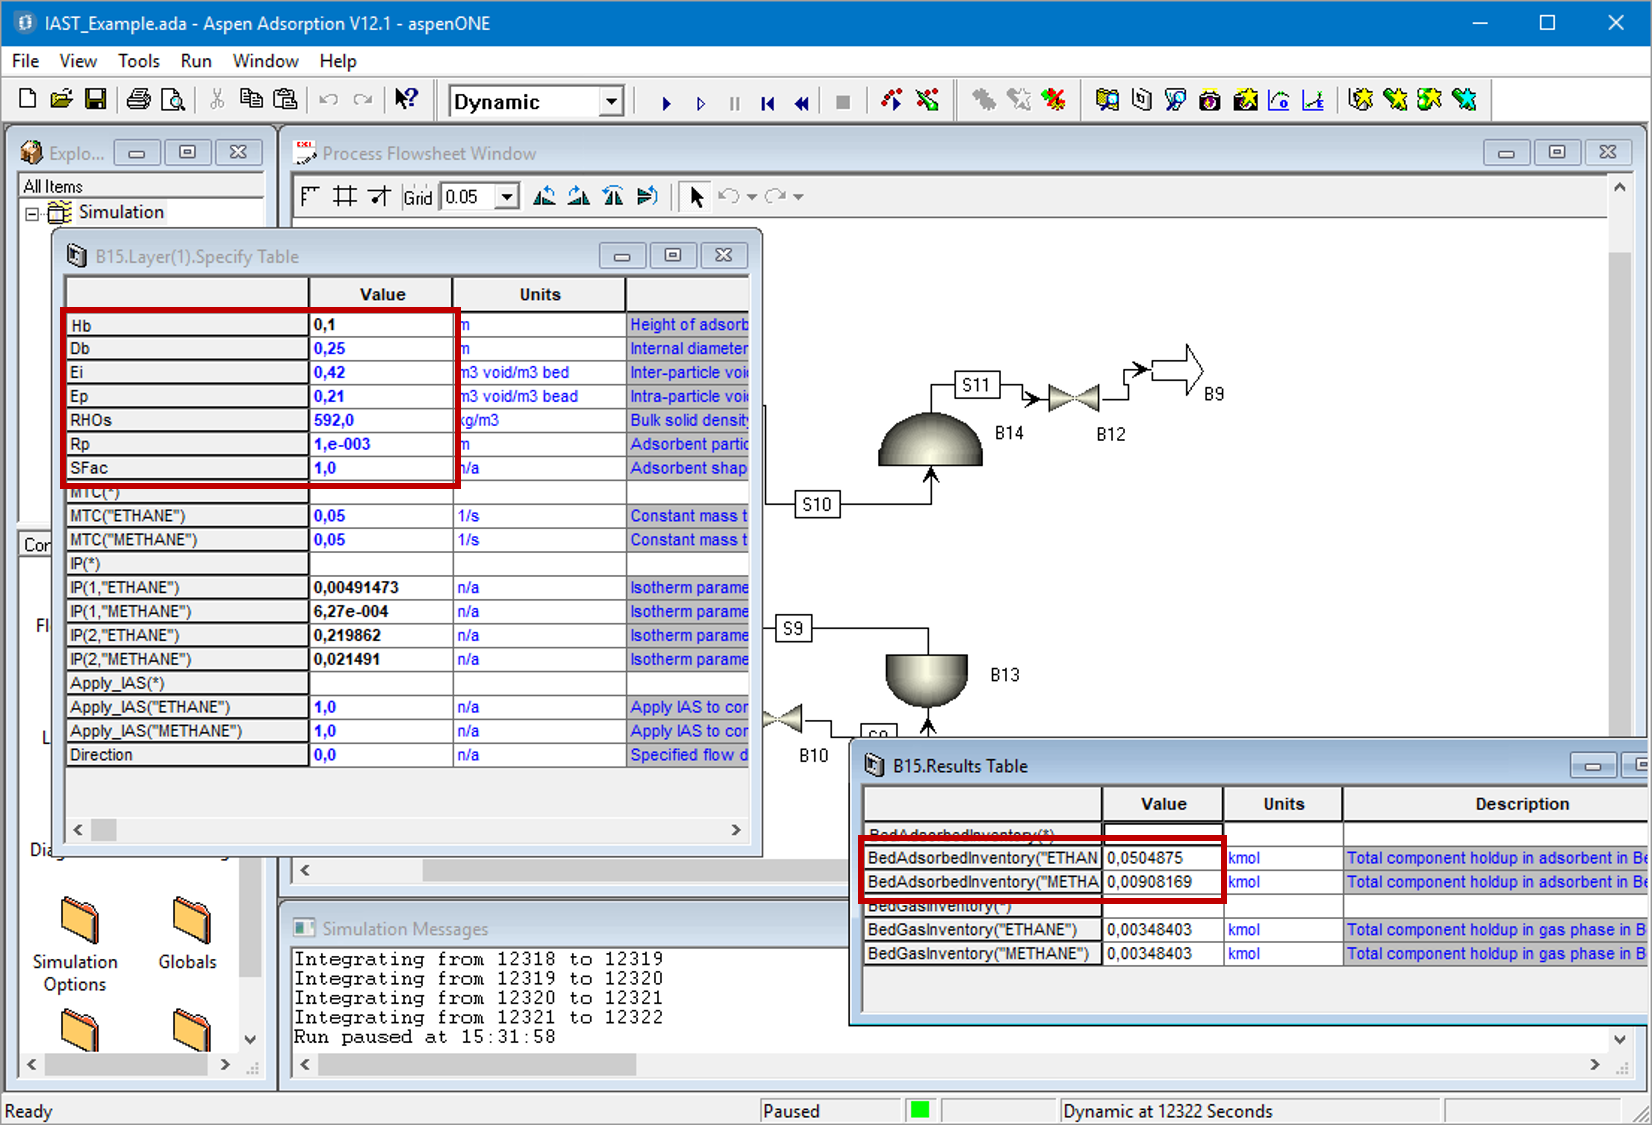 IAST_Example.ada - Aspen Adsorption V12.1 - aspenONE
File View Tools Run Window Help
Dynamic
Explo...
Process Flowsheet Window
All Items
Simulation
Grid 0.05
B15.Layer(1).Specify Table
Value Units
Hb 0,1 m Height of adsorb
Db 0,25 m Internal diameter
Ei 0,42 m3 void/m3 bed Inter-particle voi
Ep 0,21 m3 void/m3 bead Intra-particle voi
RHOs 592,0 kg/m3 Bulk solid density
Rp 1,e-003 m Adsorbent partic
SFac 1,0 n/a Adsorbent shap
MTC(*)
MTC("ETHANE") 0,05 1/s Constant mass t
MTC("METHANE") 0,05 1/s Constant mass t
IP(*)
IP(1,"ETHANE") 0,00491473 n/a Isotherm parame
IP(1,"METHANE") 6,27e-004 n/a Isotherm parame
IP(2,"ETHANE") 0,219862 n/a Isotherm parame
IP(2,"METHANE") 0,021491 n/a Isotherm parame
Apply_IAS(*)
Apply_IAS("ETHANE") 1,0 n/a Apply IAS to cor
Apply_IAS("METHANE") 1,0 n/a Apply IAS to cor
Direction 0,0 n/a Specified flow d
S11
B9
B14
B12
S10
S9
B13
B10
Con
B15.Results Table
Value Units Description
BedAdsorbedInventory(*)
BedAdsorbedInventory("ETHAN 0,0504875 kmol Total component holdup in adsorbent in Be
BedAdsorbedInventory("METHA 0,00908169 kmol Total component holdup in adsorbent in Be
BedGasInventory(*)
BedGasInventory("ETHANE") 0,00348403 kmol Total component holdup in gas phase in B
BedGasInventory("METHANE") 0,00348403 kmol Total component holdup in gas phase in B
Simulation
Options
Globals
Simulation Messages
Integrating from 12318 to 12319
Integrating from 12319 to 12320
Integrating from 12320 to 12321
Integrating from 12321 to 12322
Run paused at 15:31:58
Ready
Paused
Dynamic at 12322 Seconds